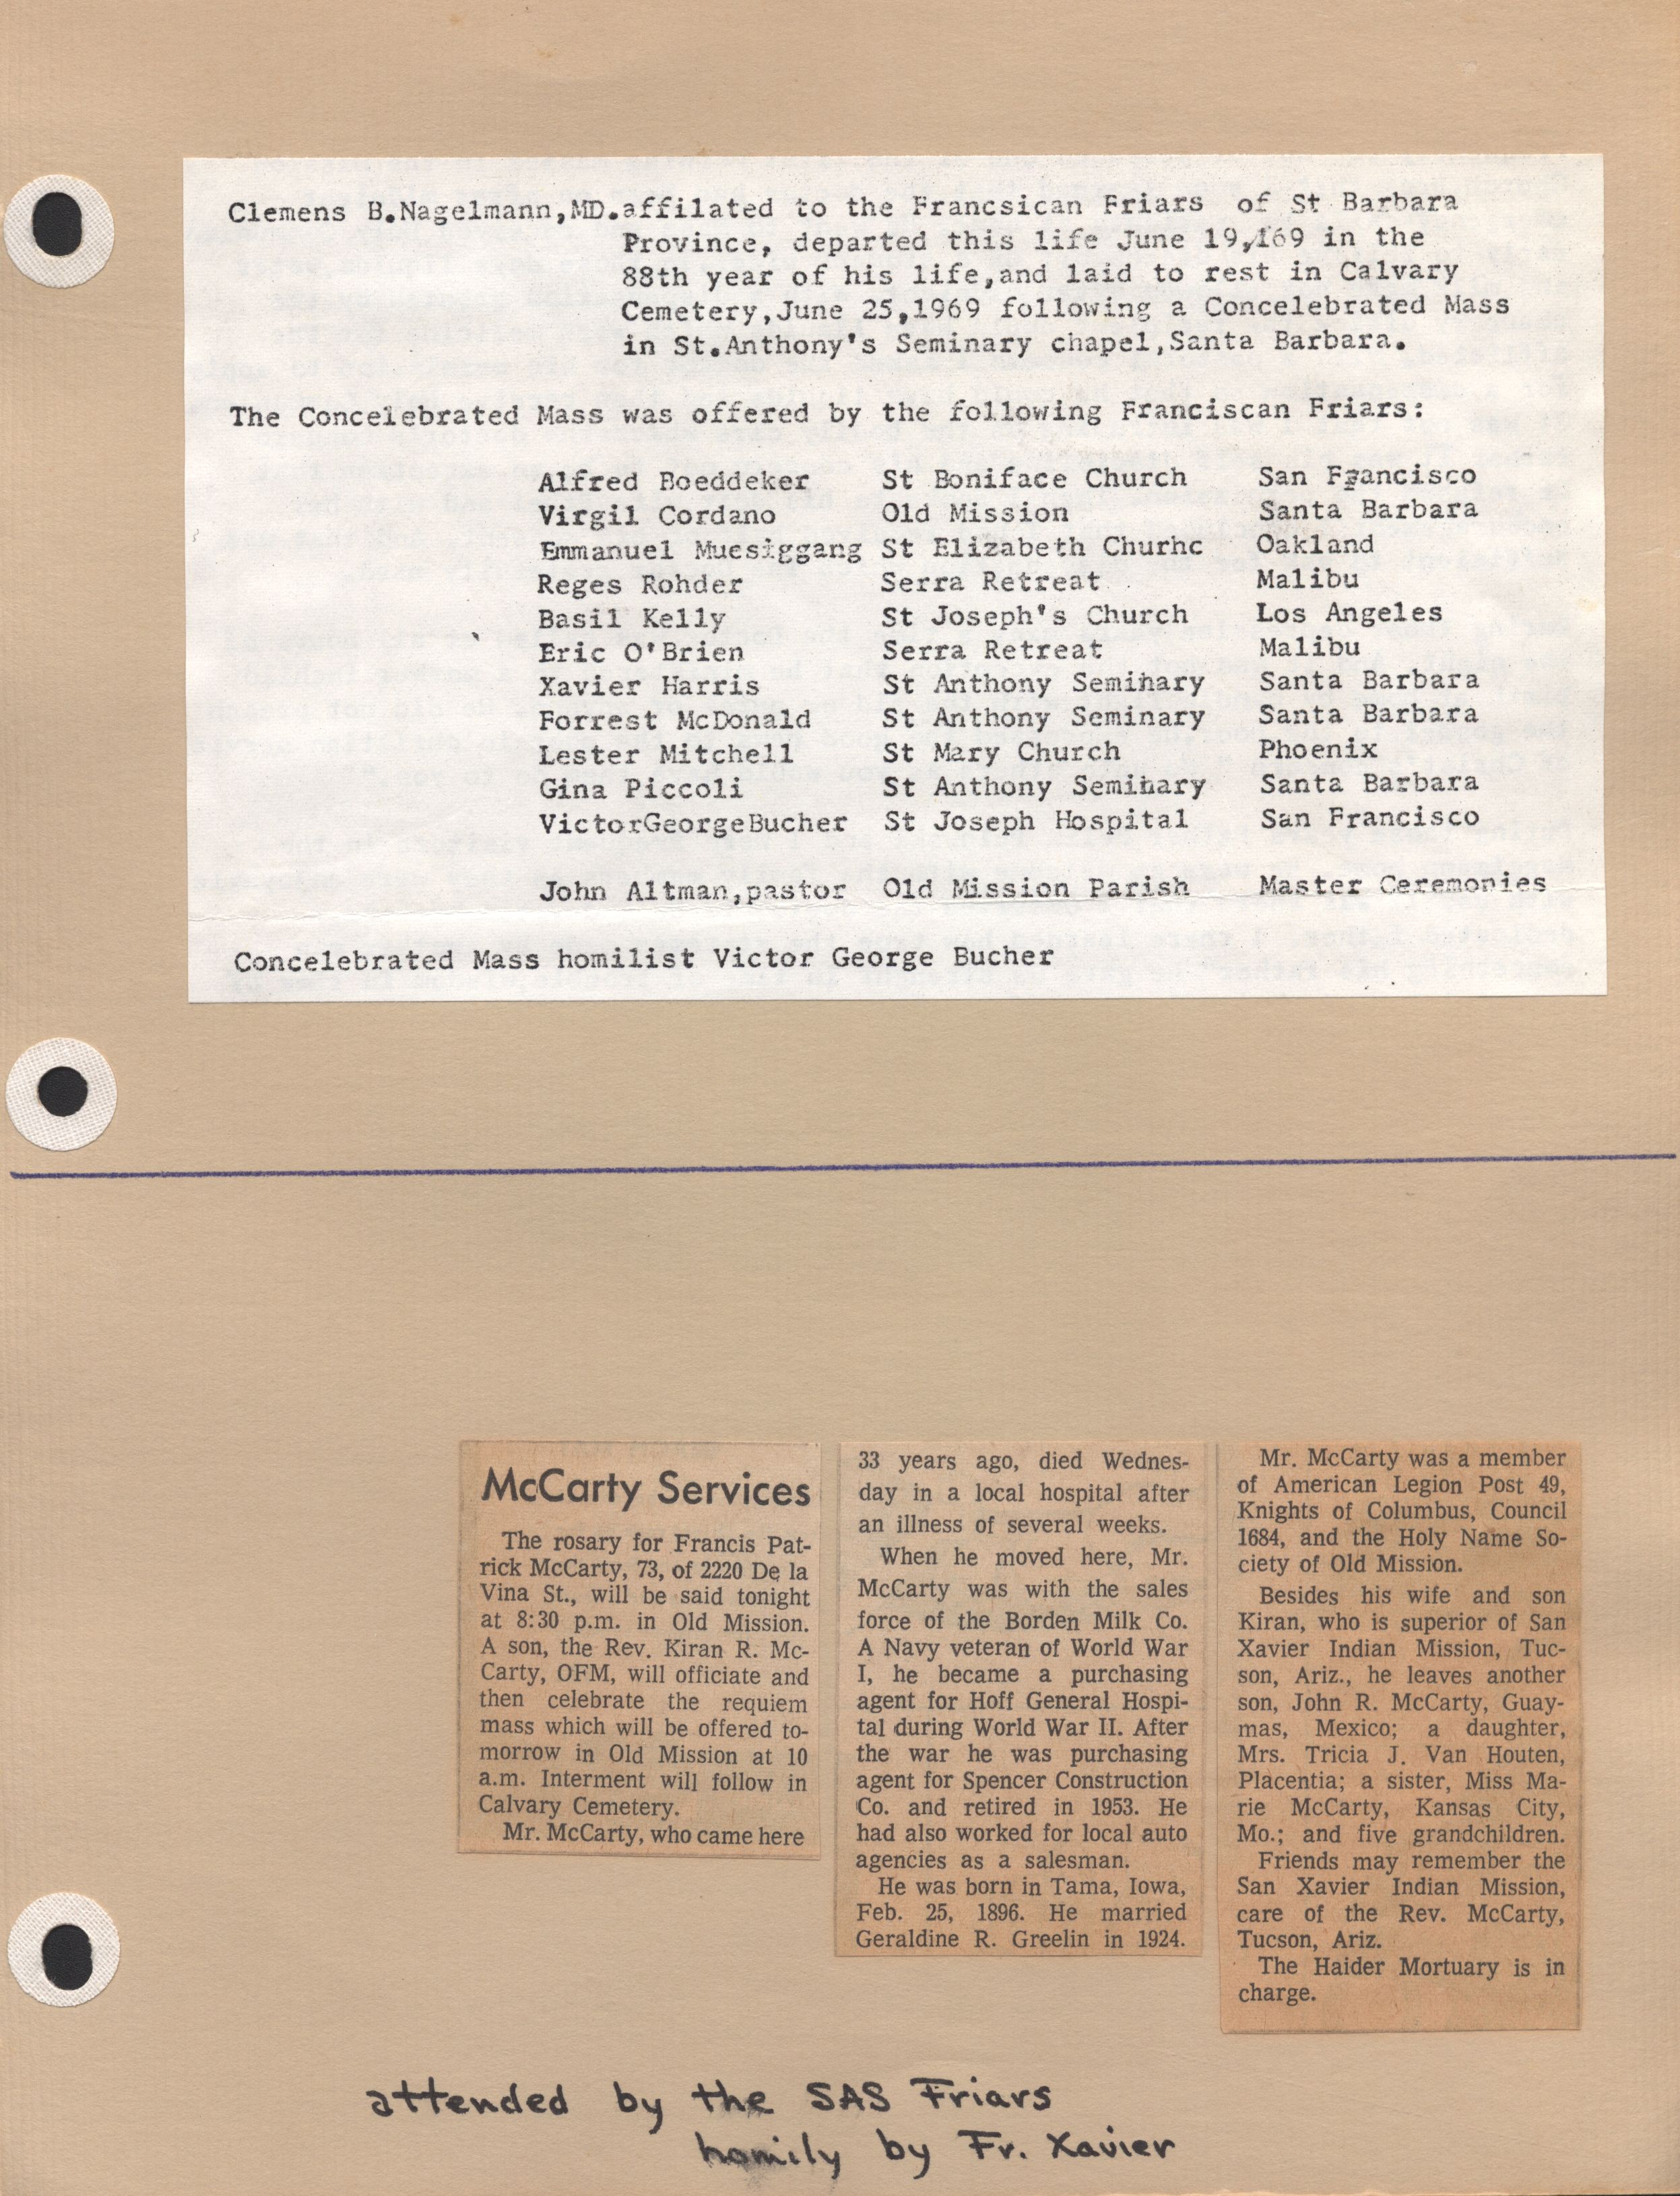 Clemens B.Nagelmann,MD.affilated to the Francsican Friars of St Barbara
Province, departed this life June 19,169 in the
88th year of his life,and laid to rest in Calvary
Cemetery,June 25,1969 following a Concelebrated Mass
in St.Anthony's Seminary chapel,Santa Barbara.
The Concelebrated Mass was offered by the following Franciscan Friars:
Alfred Boeddeker St Boniface Church San Francisco
Virgil Cordano Old Mission Santa Barbara
Emmanuel Muesiggang St Elizabeth Churhc Oakland
Reges Rohder Serra Retreat Malibu
Basil Kelly St Joseph's Church Los Angeles
Eric O'Brien Serra Retreat Malibu
Xavier Harris St Anthony Seminary Santa Barbara
Forrest McDonald St Anthony Seminary Santa Barbara
Lester Mitchell St Mary Church Phoenix
Gina Piccoli St Anthony Seminary Santa Barbara
VictorGeorgeBucher St Joseph Hospital San Francisco
John Altman,pastor Old Mission Parish Master Ceremonies
Concelebrated Mass homilist Victor George Bucher
McCarty Services
The rosary for Francis Pat-
rick McCarty, 73, of 2220 De la
Vina St., will be said tonight
at 8:30 p.m. in Old Mission.
A son, the Rev. Kiran R. Mc-
Carty, OFM, will officiate and
then celebrate the requiem
mass which will be offered to-
morrow in Old Mission at 10
a.m. Interment will follow in
Calvary Cemetery.
Mr. McCarty, who came here
33 years ago, died Wednes-
day in a local hospital after
an illness of several weeks.
When he moved here, Mr.
McCarty was with the sales
force of the Borden Milk Co.
A Navy veteran of World War
I, he became a purchasing
agent for Hoff General Hospi-
tal during World War II. After
the war he was purchasing
agent for Spencer Construction
Co. and retired in 1953. He
had also worked for local auto
agencies as a salesman.
He was born in Tama, Iowa,
Feb. 25, 1896. He married
Geraldine R. Greelin in 1924.
Mr. McCarty was a member
of American Legion Post 49,
Knights of Columbus, Council
1684, and the Holy Name So-
ciety of Old Mission.
Besides his wife and son
Kiran, who is superior of San
Xavier Indian Mission, Tuc-
son, Ariz., he leaves another
son, John R. McCarty, Guay-
mas, Mexico; a daughter,
Mrs. Tricia J. Van Houten,
Placentia; a sister, Miss Ma-
rie McCarty, Kansas City,
Mo.; and five grandchildren.
Friends may remember the
San Xavier Indian Mission,
care of the Rev. McCarty,
Tucson, Ariz.
The Haider Mortuary is in
charge.
attended by the SAS Friars
homily by Fr. Xavier